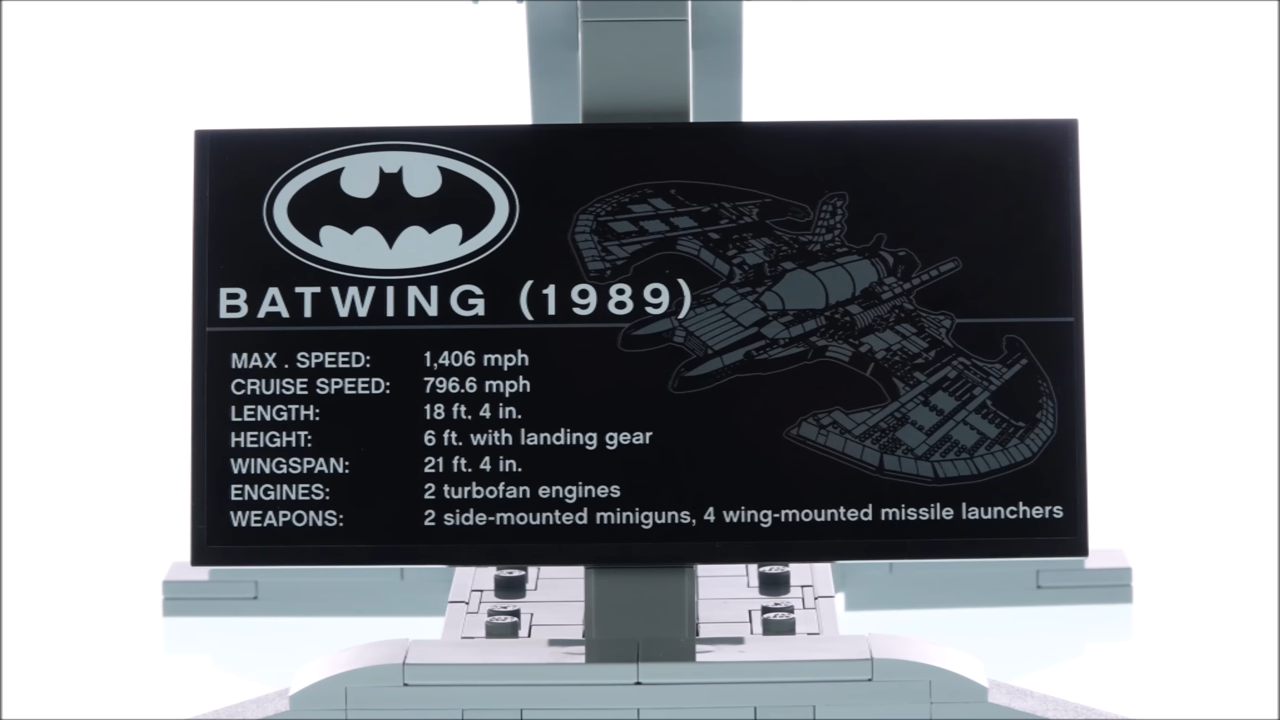 BATWING (1989)
MAX . SPEED: 1,406 mph
CRUISE SPEED: 796.6 mph
LENGTH: 18 ft. 4 in.
HEIGHT: 6 ft. with landing gear
WINGSPAN: 21 ft. 4 in.
ENGINES: 2 turbofan engines
WEAPONS: 2 side-mounted miniguns, 4 wing-mounted missile launchers